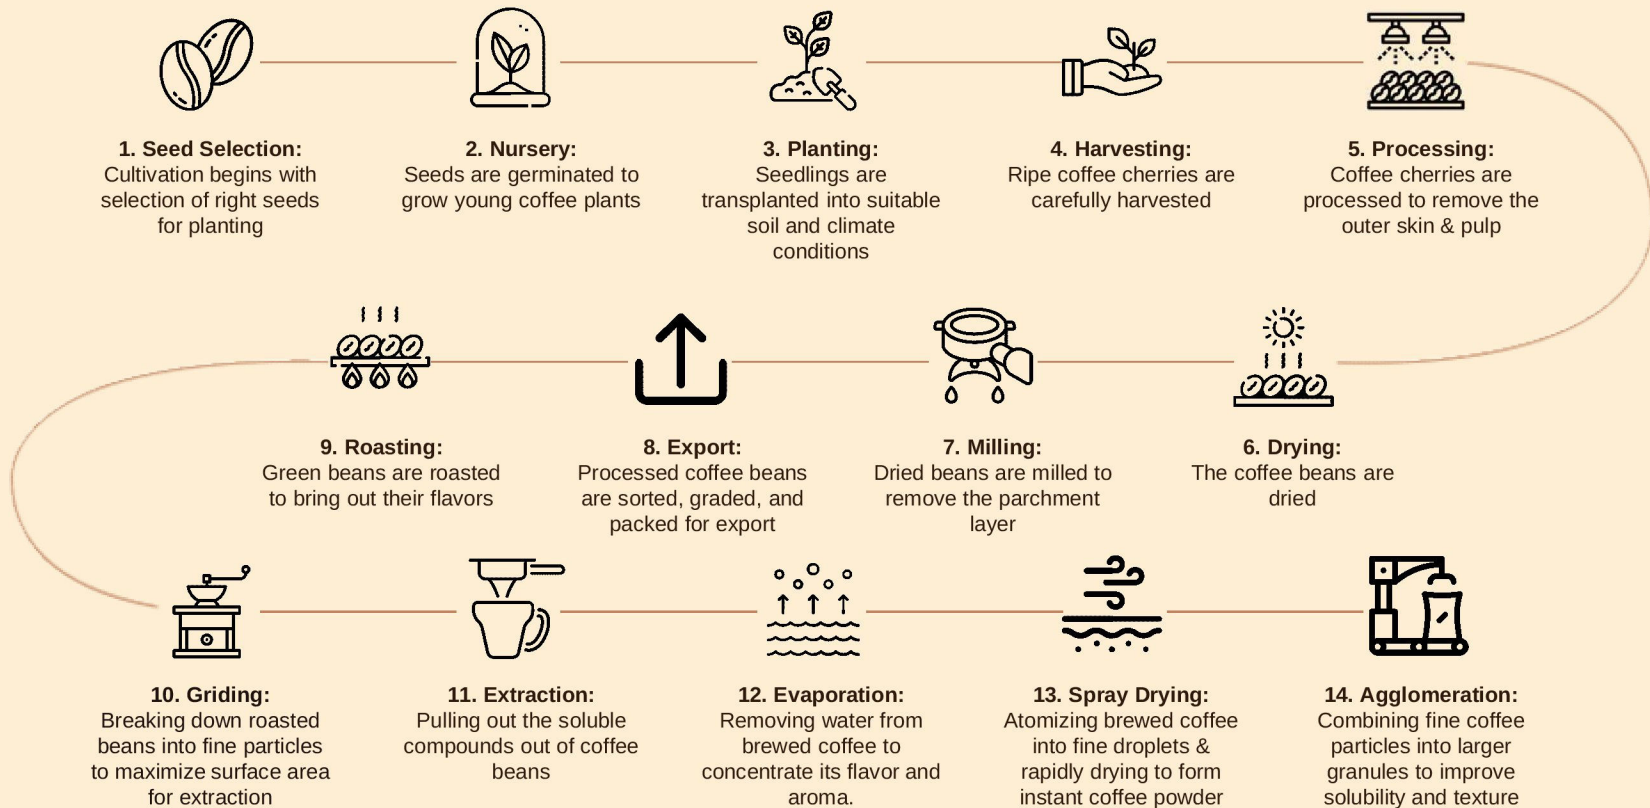 1. Seed Selection:
Cultivation begins with
selection of right seeds
for planting
2. Nursery:
Seeds are germinated to
grow young coffee plants
3. Planting:
Seedlings are
transplanted into suitable
soil and climate
conditions
4. Harvesting:
Ripe coffee cherries are
carefully harvested
5. Processing:
Coffee cherries are
processed to remove the
outer skin & pulp
6. Drying:
The coffee beans are
dried
7. Milling:
Dried beans are milled to
remove the parchment
layer
8. Export:
Processed coffee beans
are sorted, graded, and
packed for export
9. Roasting:
Green beans are roasted
to bring out their flavors
10. Griding:
Breaking down roasted
beans into fine particles
to maximize surface area
for extraction
11. Extraction:
Pulling out the soluble
compounds out of coffee
beans
12. Evaporation:
Removing water from
brewed coffee to
concentrate its flavor and
aroma.
13. Spray Drying:
Atomizing brewed coffee
into fine droplets &
rapidly drying to form
instant coffee powder
14. Agglomeration:
Combining fine coffee
particles into larger
granules to improve
solubility and texture